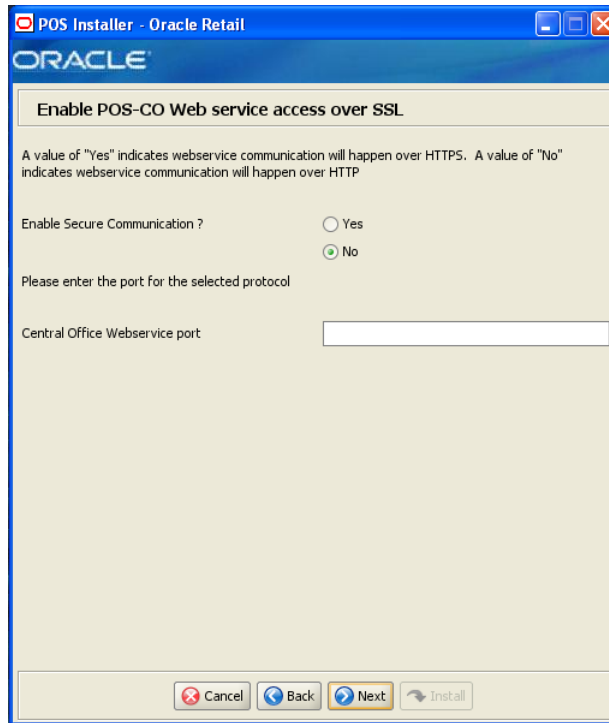 POS Installer - Oracle Retail
ORACLE
Enable POS-CO Web service access over SSL
A value of "Yes" indicates webservice communication will happen over HTTPS. A value of "No"
indicates webservice communication will happen over HTTP
Enable Secure Communication ? Yes
No
Please enter the port for the selected protocol
Central Office Webservice port
Cancel Back Next Install